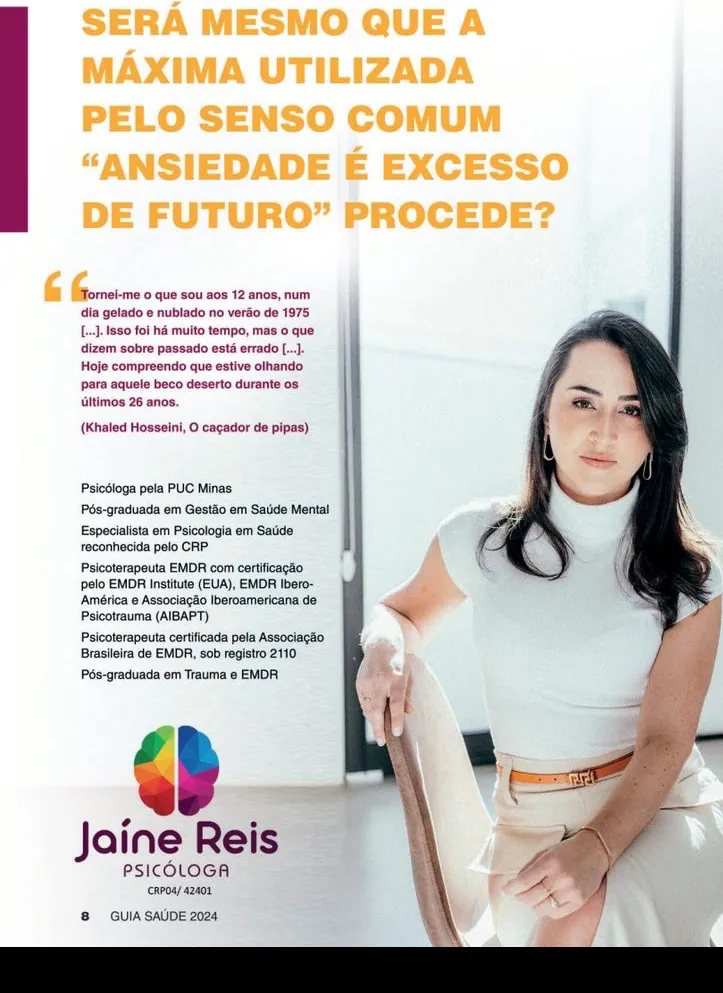 SERÁ MESMO QUE A
MÁXIMA UTILIZADA
PELO SENSO COMUM
“ANSIEDADE É EXCESSO
DE FUTURO” PROCEDE?
“
Tornei-me o que sou aos 12 anos, num
dia gelado e nublado no verão de 1975
[...]. Isso foi há muito tempo, mas o que
dizem sobre passado está errado [...].
Hoje compreendo que estive olhando
para aquele beco deserto durante os
últimos 26 anos.
(Khaled Hosseini, O caçador de pipas)
Psicóloga pela PUC Minas
Pós-graduada em Gestão em Saúde Mental
Especialista em Psicologia em Saúde
reconhecida pelo CRP
Psicoterapeuta EMDR com certificação
pelo EMDR Institute (EUA), EMDR Ibero-
América e Associação Iberoamericana de
Psicotrauma (AIBAPT)
Psicoterapeuta certificada pela Associação
Brasileira de EMDR, sob registro 2110
Pós-graduada em Trauma e EMDR
Jaíne Reis
PSICÓLOGA
CRP04/ 42401
8 GUIA SAÚDE 2024